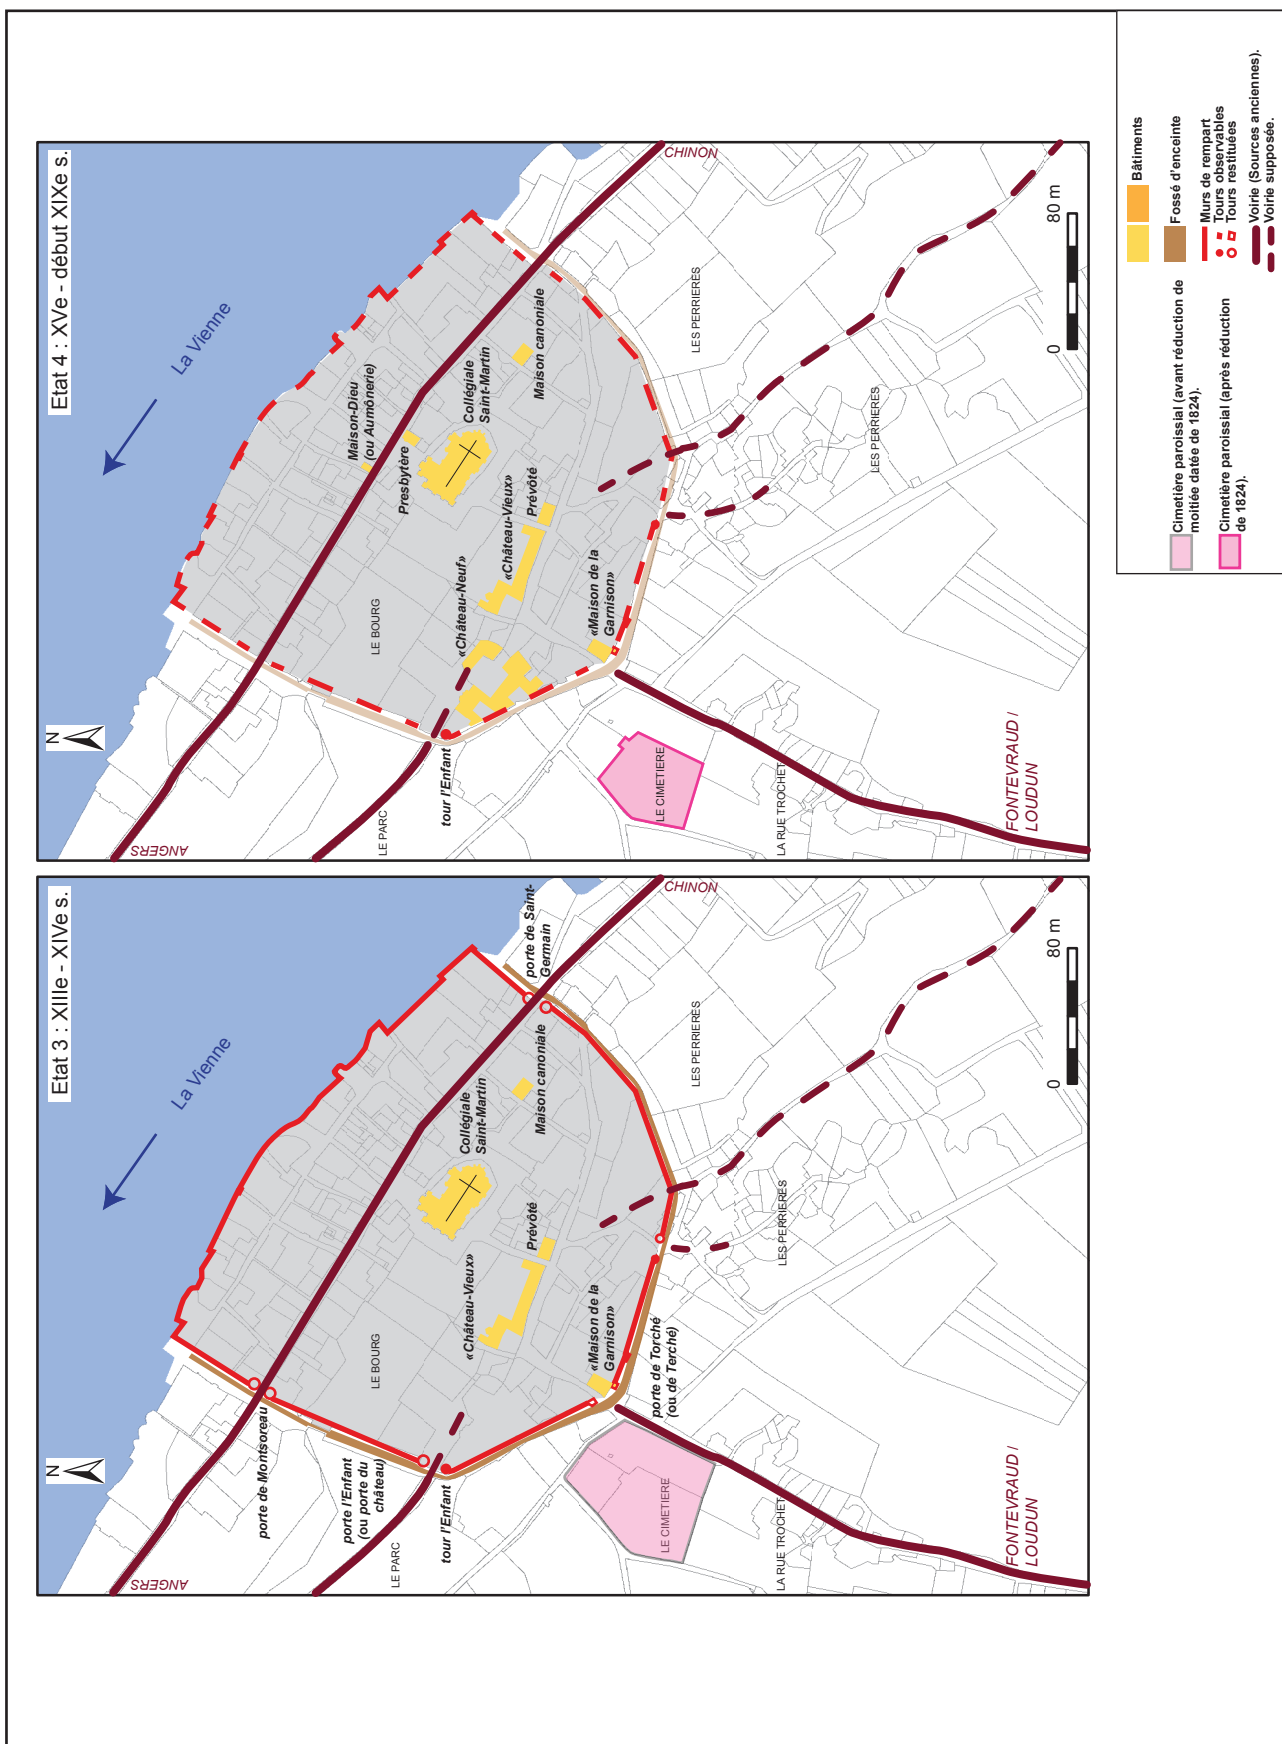 Etat 3 : XIIIe - XIVe s.
N
La Vienne
ANGERS
CHINON
FONTEVRAUD /
LOUDUN
porte de Montsoreau
porte l'Enfant
(ou porte du
château)
tour l'Enfant
LE PARC
LE BOURG
«Château-Vieux»
Prévôté
Collégiale
Saint-Martin
Maison canoniale
porte de Saint-
Germain
«Maison de la
Garnison»
porte de Torché
(ou de Terché)
LE CIMETIERE
LA RUE TROCHET
LES PERRIERES
LES PERRIERES
0
80 m
Etat 4 : XVe - début XIXe s.
N
La Vienne
ANGERS
CHINON
FONTEVRAUD /
LOUDUN
Maison-Dieu
(ou Aumônerie)
Presbytère
Collégiale
Saint-Martin
Maison canoniale
LE BOURG
«Château-Neuf»
«Château-Vieux»
Prévôté
«Maison de la
Garnison»
tour l'Enfant
LE PARC
LE CIMETIERE
LA RUE TROCHET
LES PERRIERES
LES PERRIERES
0
80 m
Cimetière paroissial (avant réduction de
moitiée datée de 1824).
Cimetière paroissial (après réduction
de 1824).
Bâtiments
Fossé d'enceinte
Murs de rempart
Tours observables
Tours restituées
Voirie (Sources anciennes).
Voirie supposée.